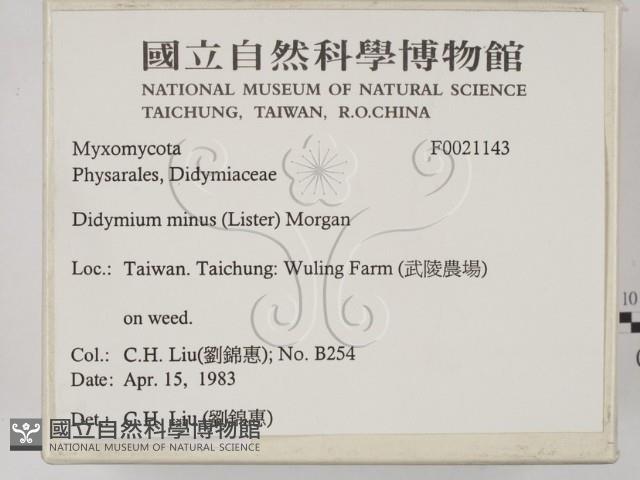 國立自然科學博物館
NATIONAL MUSEUM OF NATURAL SCIENCE
TAICHUNG, TAIWAN, R.O.CHINA
Myxomycota F0021143
Physarales, Didymiaceae
Didymium minus (Lister) Morgan
Loc.: Taiwan. Taichung: Wuling Farm (武陵農場)
on weed.
Col.: C.H. Liu(劉錦惠); No. B254
Date: Apr. 15, 1983
Det.: C.H. Liu (劉錦惠)
國立自然科學博物館
NATIONAL MUSEUM OF NATURAL SCIENCE
10